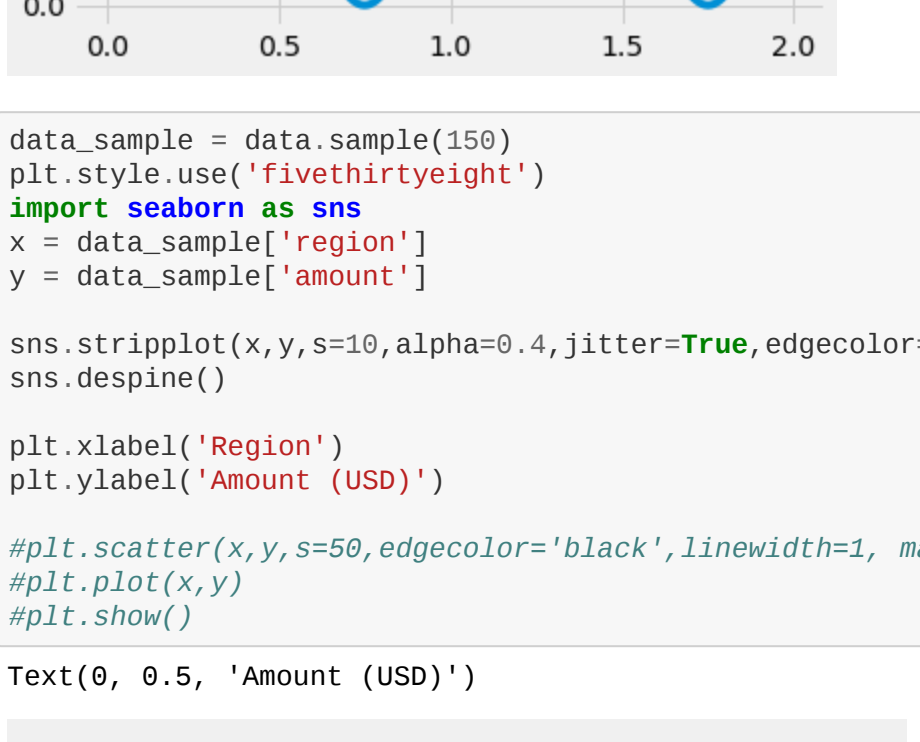 0.0
0.0 0.5 1.0 1.5 2.0
data_sample = data.sample(150)
plt.style.use('fivethirtyeight')
import seaborn as sns
x = data_sample['region']
y = data_sample['amount']
sns.stripplot(x,y,s=10,alpha=0.4,jitter=True,edgecolor=
sns.despine()
plt.xlabel('Region')
plt.ylabel('Amount (USD)')
#plt.scatter(x,y,s=50,edgecolor='black',linewidth=1, ma
#plt.plot(x,y)
#plt.show()
Text(0, 0.5, 'Amount (USD)')